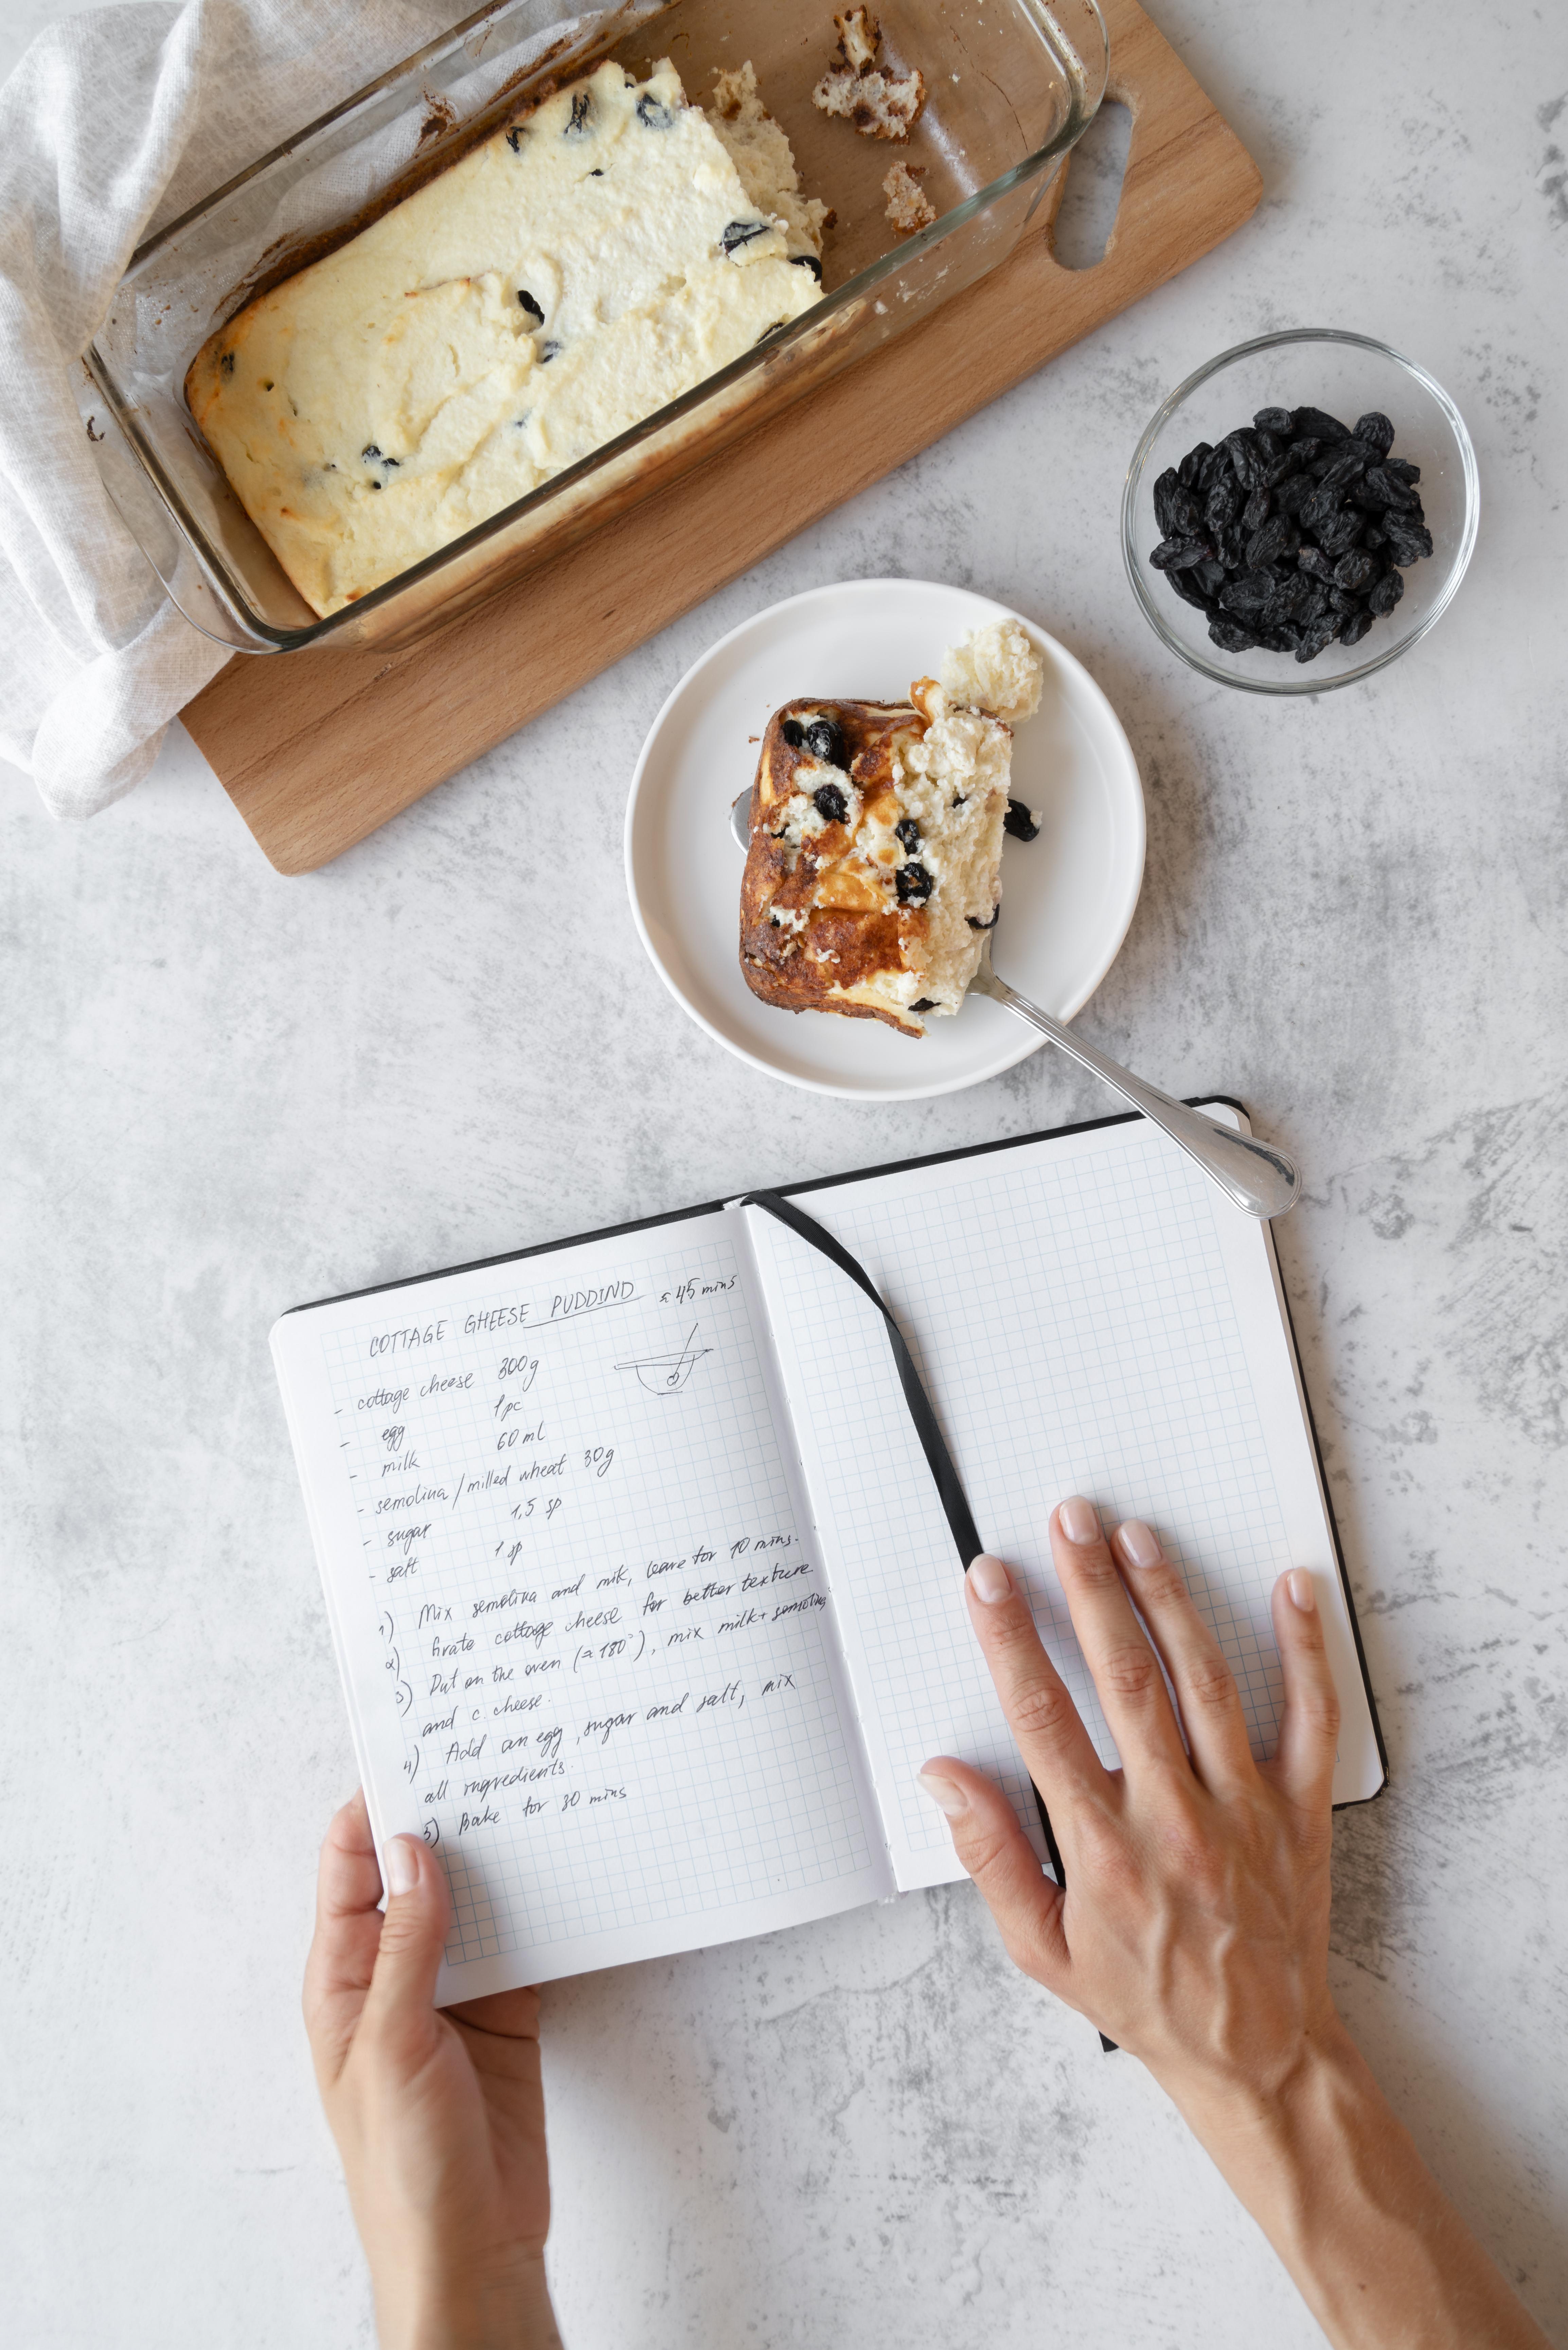 COTTAGE GHEESE PUDDIND ≈ 45 mins
- cottage cheese 300g
- egg 1 pc
- milk 60 ml
- semolina / milled wheat 30g
- sugar 1,5 sp
- salt 1 sp
1) Mix semolina and milk, leave for 10 mins.
2) Grate cottage cheese for better texture
3) Put on the oven (≈ 180°), mix milk + semolina
and c. cheese.
4) Add an egg, sugar and salt, mix
all ingredients.
5) Bake for 30 mins